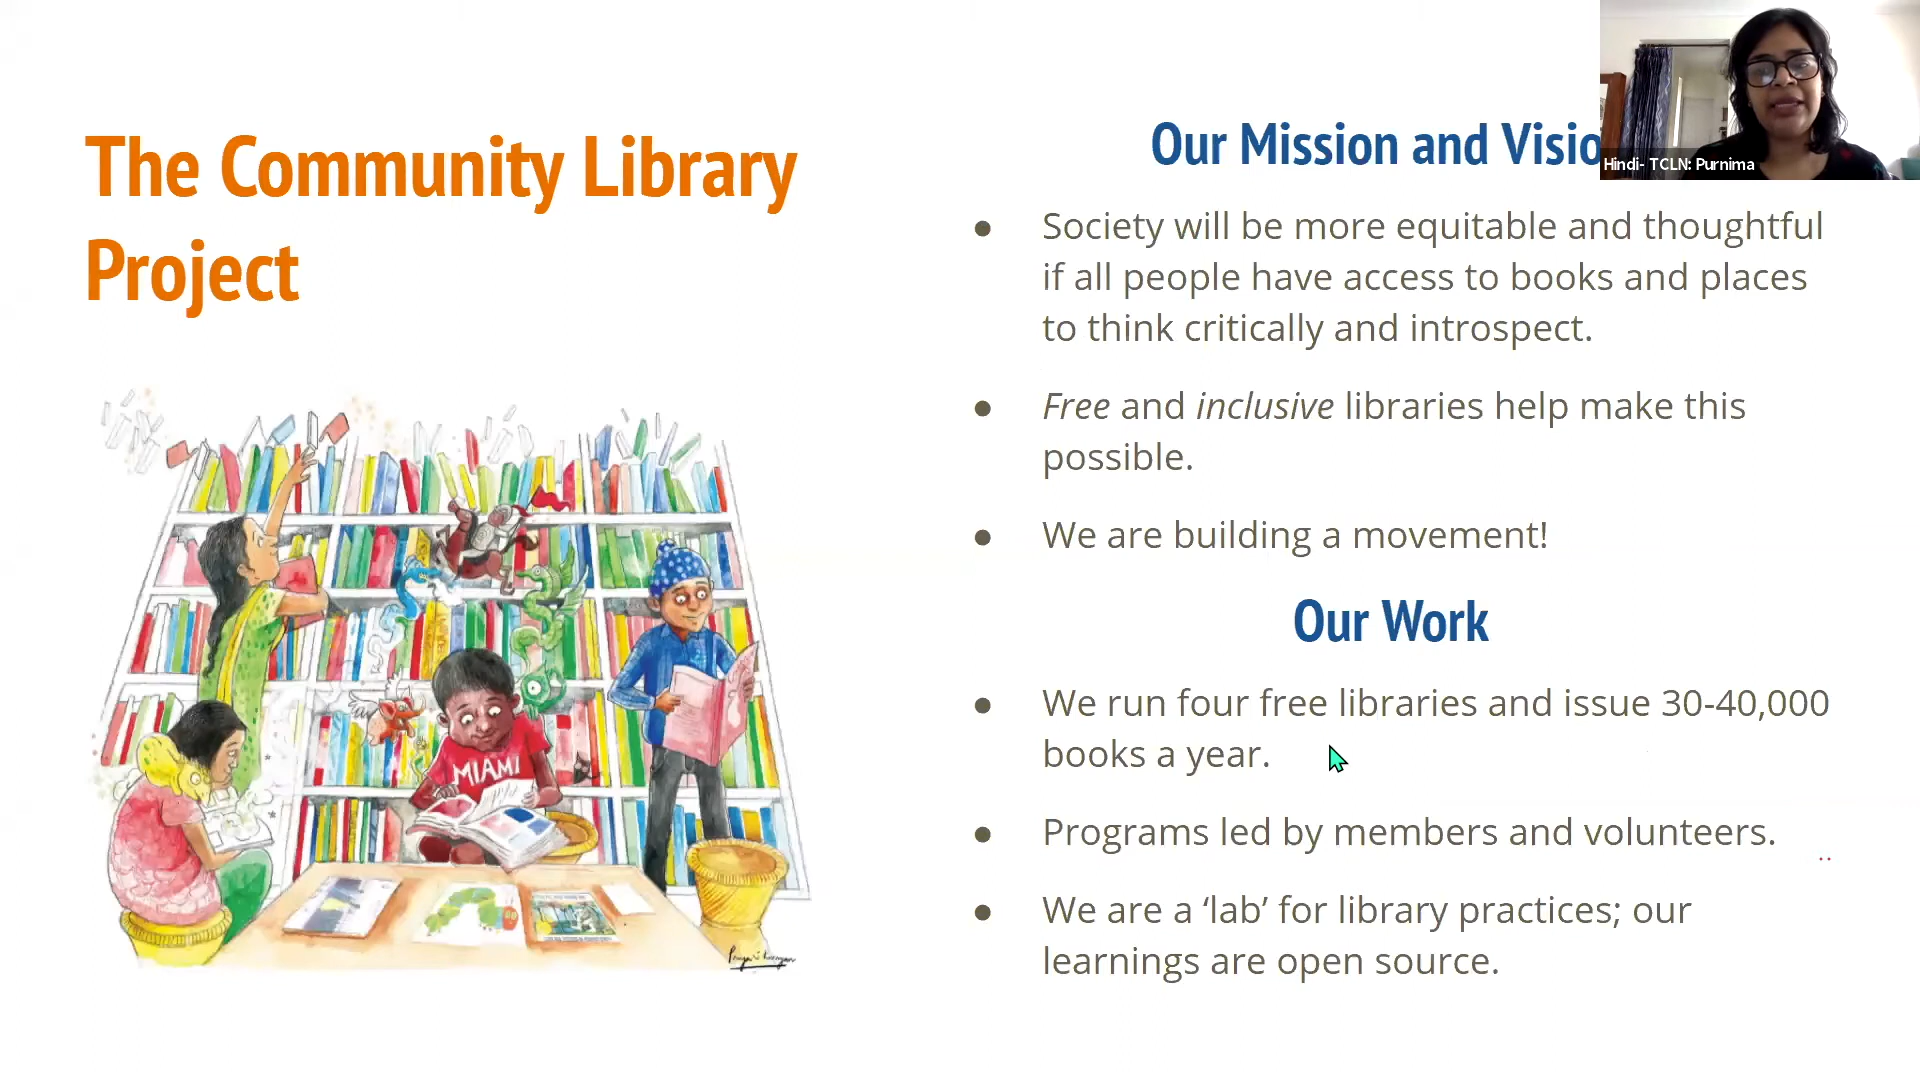 The Community Library
Project
Our Mission and Visio
Hindi- TCLN: Purnima
● Society will be more equitable and thoughtful
if all people have access to books and places
to think critically and introspect.
● Free and inclusive libraries help make this
possible.
● We are building a movement!
Our Work
● We run four free libraries and issue 30-40,000
books a year.
● Programs led by members and volunteers.
● We are a ‘lab’ for library practices; our
learnings are open source.
MIAMI